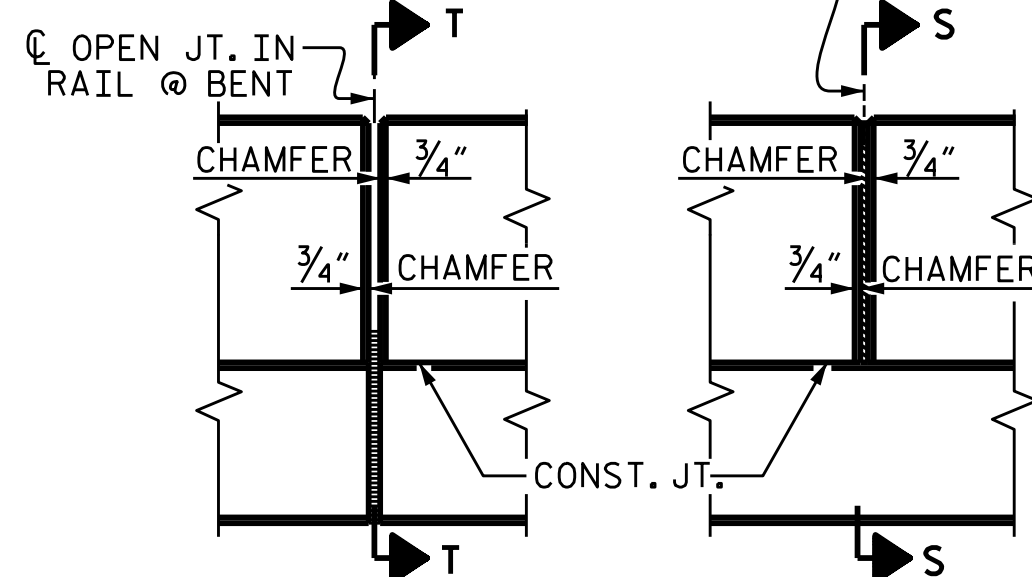 T
S
℄ OPEN JT. IN
RAIL @ BENT
CHAMFER 3/4"
CHAMFER 3/4"
3/4" CHAMFER
3/4" CHAMFER
CONST. JT.
T
S